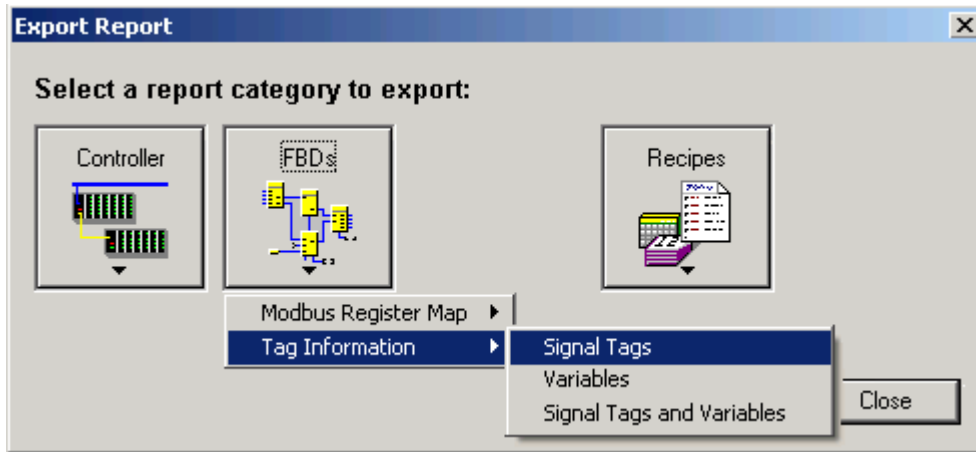 Export Report
Select a report category to export:
Controller
FBDs
Recipes
Modbus Register Map
Tag Information
Signal Tags
Variables
Signal Tags and Variables
Close